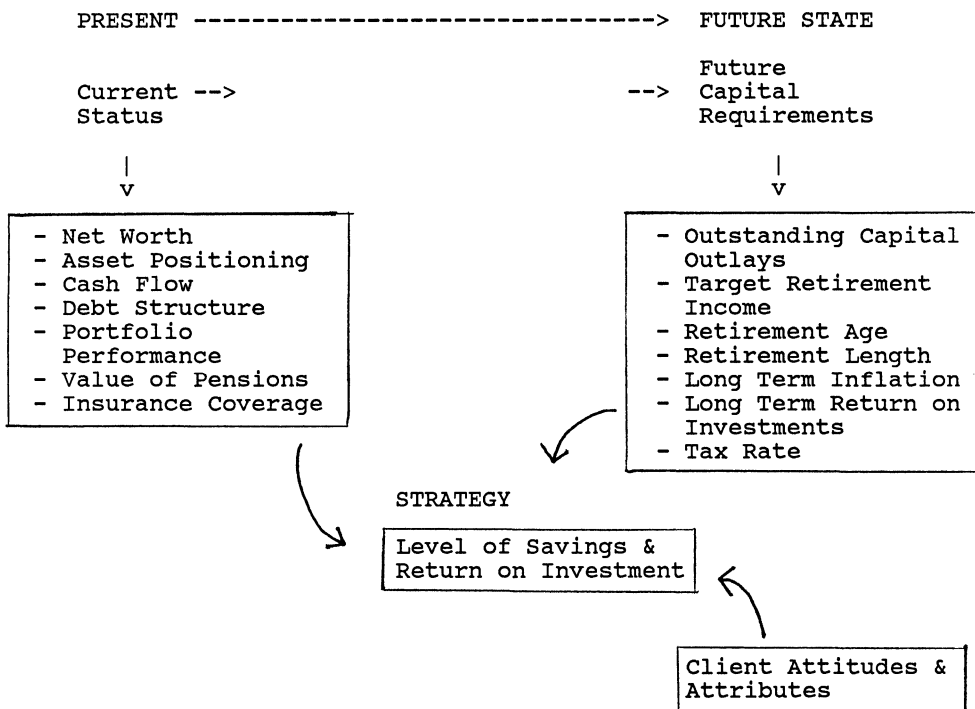 PRESENT ------------------------------> FUTURE STATE
Current -->
Status
--> Future
Capital
Requirements
|
v
|
v
- Net Worth
- Asset Positioning
- Cash Flow
- Debt Structure
- Portfolio
Performance
- Value of Pensions
- Insurance Coverage
- Outstanding Capital
Outlays
- Target Retirement
Income
- Retirement Age
- Retirement Length
- Long Term Inflation
- Long Term Return on
Investments
- Tax Rate
STRATEGY
Level of Savings &
Return on Investment
Client Attitudes &
Attributes